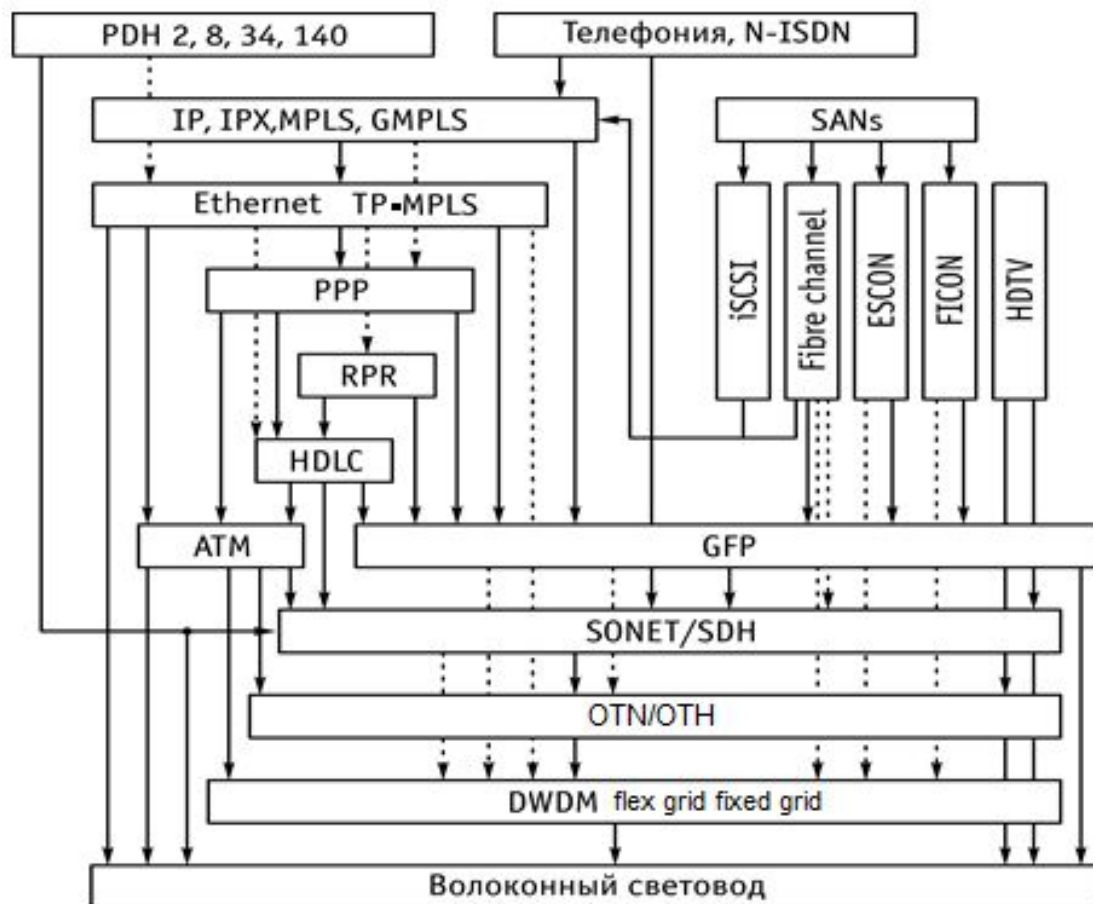 PDH 2, 8, 34, 140
Телефония, N-ISDN
IP, IPX,MPLS, GMPLS
SANs
Ethernet TP-MPLS
iSCSI
Fibre channel
ESCON
FICON
HDTV
PPP
RPR
HDLC
ATM
GFP
SONET/SDH
OTN/OTH
DWDM flex grid fixed grid
Волоконный световод